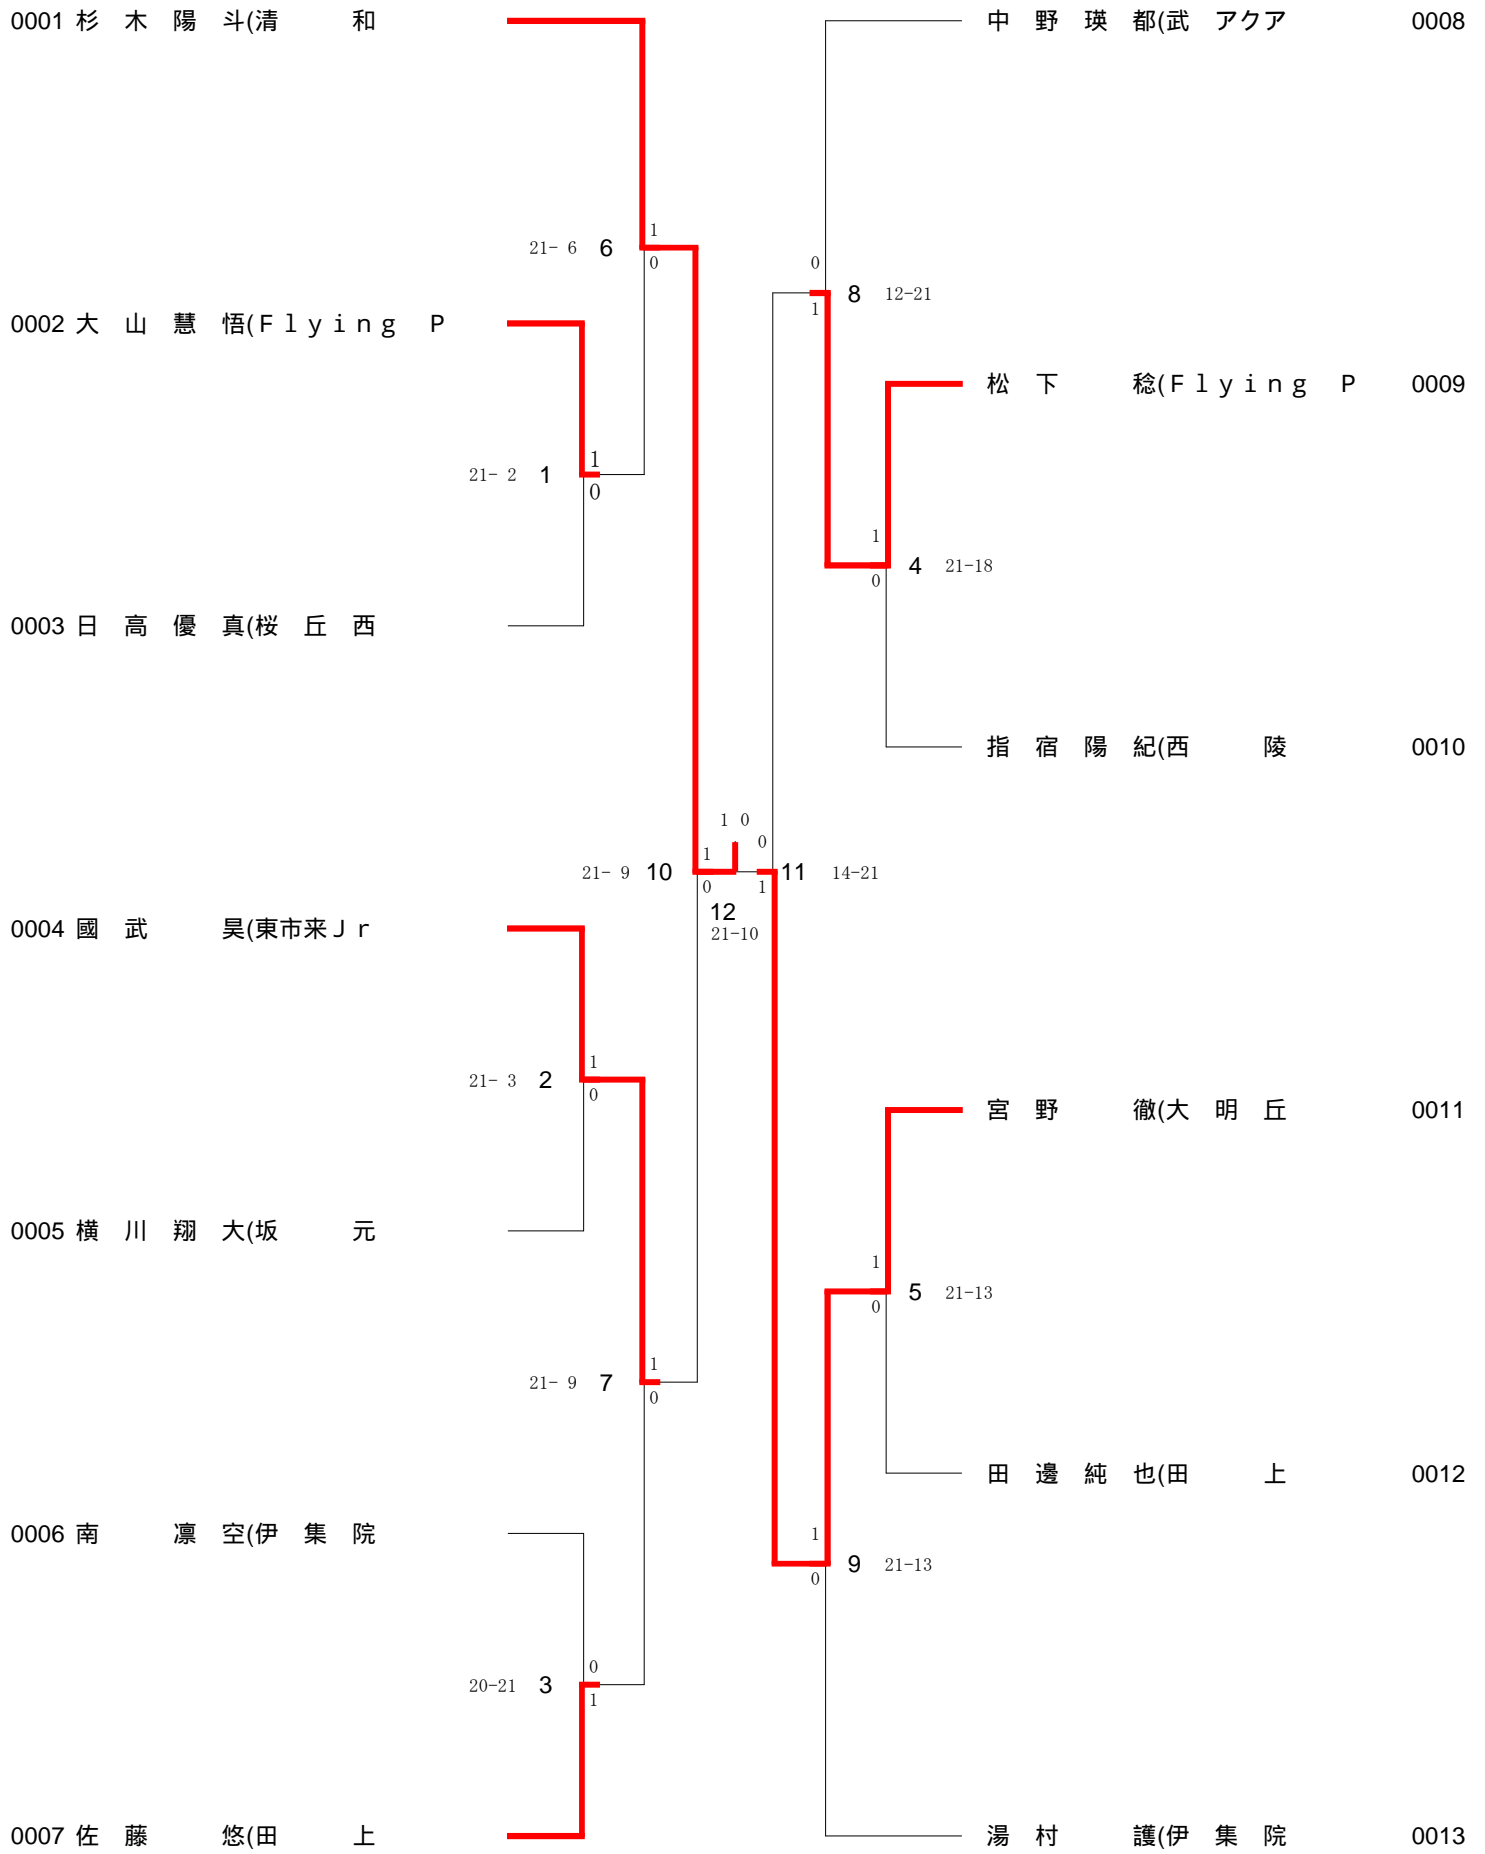 0001 杉 木 陽 斗(清 和
中 野 瑛 都(武 アクア 0008
1
21- 6 6
0
0
8 12-21
1
0002 大 山 慧 悟(Ｆｌｙｉｎｇ Ｐ
松 下 稔(Ｆｌｙｉｎｇ Ｐ 0009
1
21- 2 1
0
1
4 21-18
0
0003 日 高 優 真(桜 丘 西
指 宿 陽 紀(西 陵 0010
1 0
1
21- 9 10
0
0
11 14-21
1
12
21-10
0004 國 武 昊(東市来Ｊｒ
1
21- 3 2
0
宮 野 徹(大 明 丘 0011
0005 横 川 翔 大(坂 元
1
5 21-13
0
1
21- 9 7
0
田 邊 純 也(田 上 0012
0006 南 凛 空(伊 集 院
1
9 21-13
0
0
20-21 3
1
0007 佐 藤 悠(田 上
湯 村 護(伊 集 院 0013